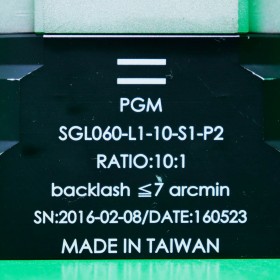 PGM
SGL060-L1-10-S1-P2
RATIO:10:1
backlash ≦7 arcmin
SN:2016-02-08/DATE:160523
MADE IN TAIWAN